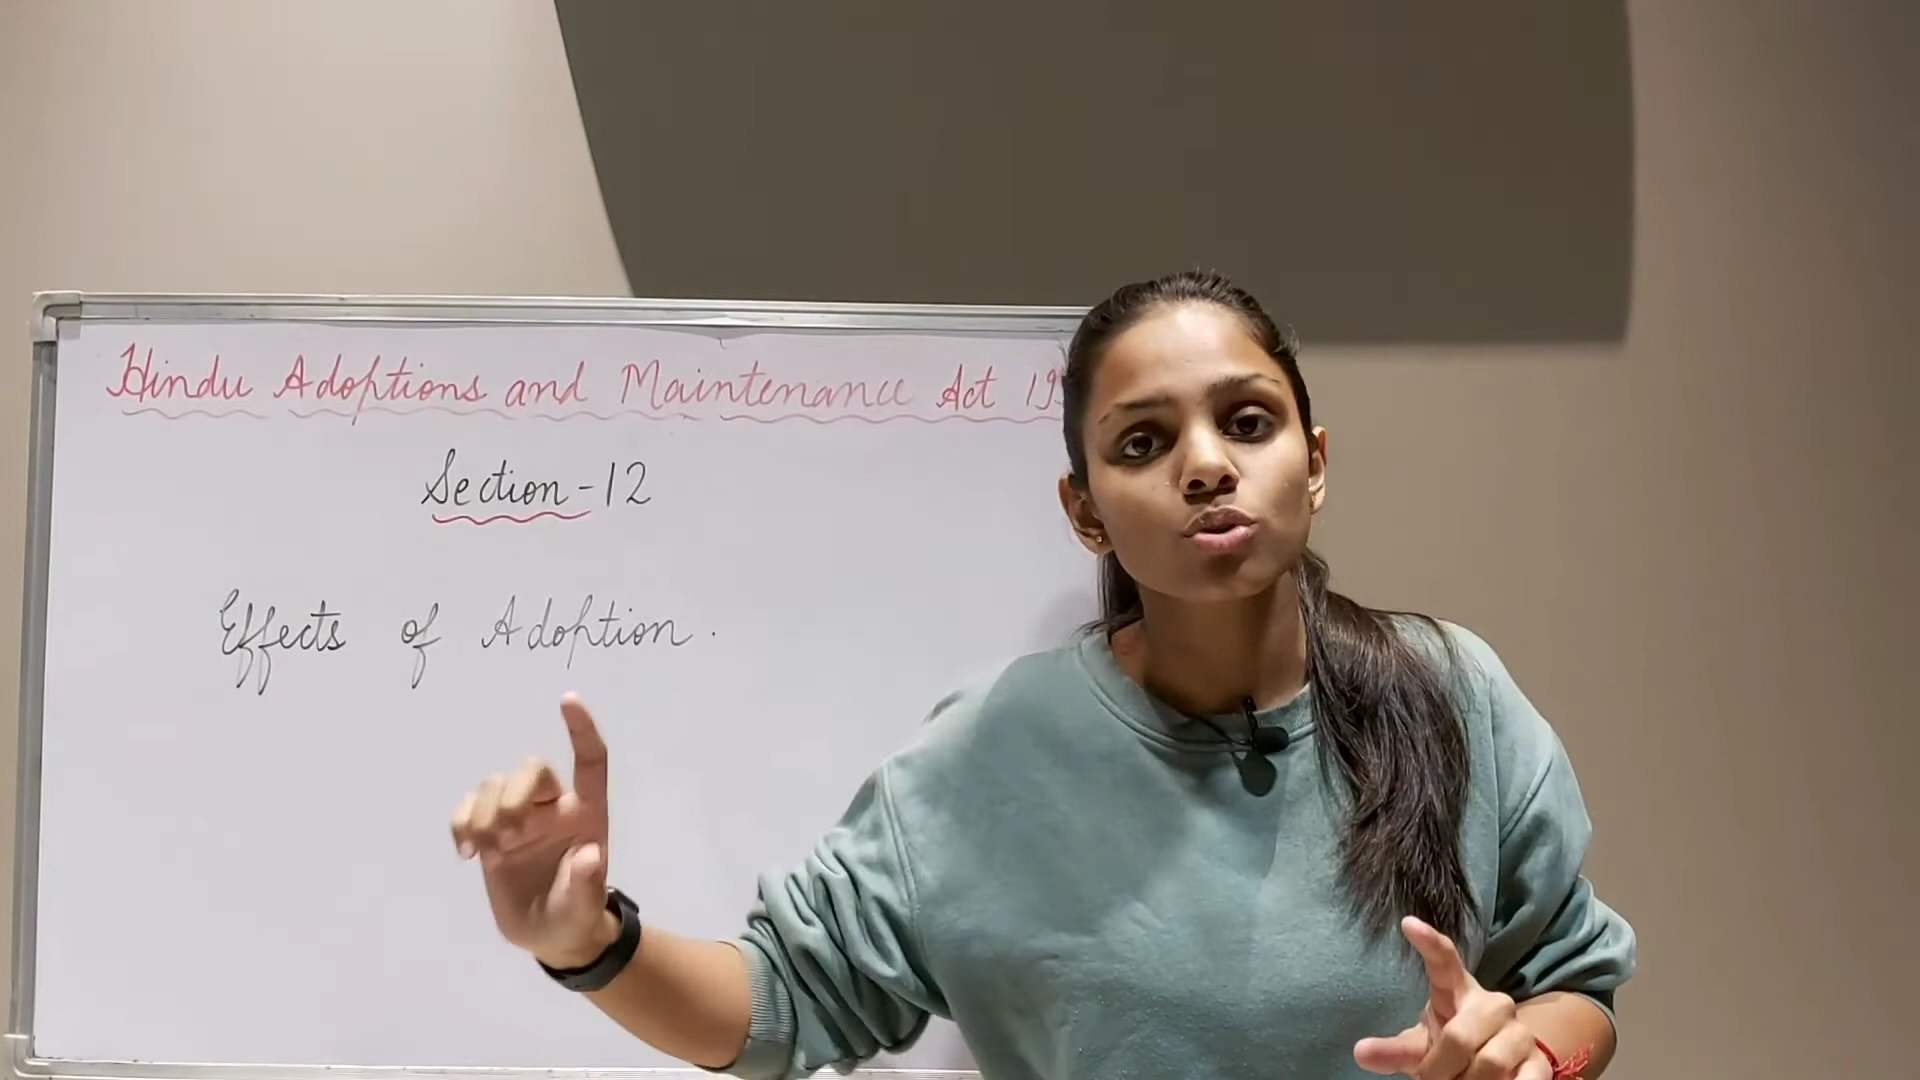 Hindu Adoptions and Maintenance Act 19
Section-12
Effects of Adoption.